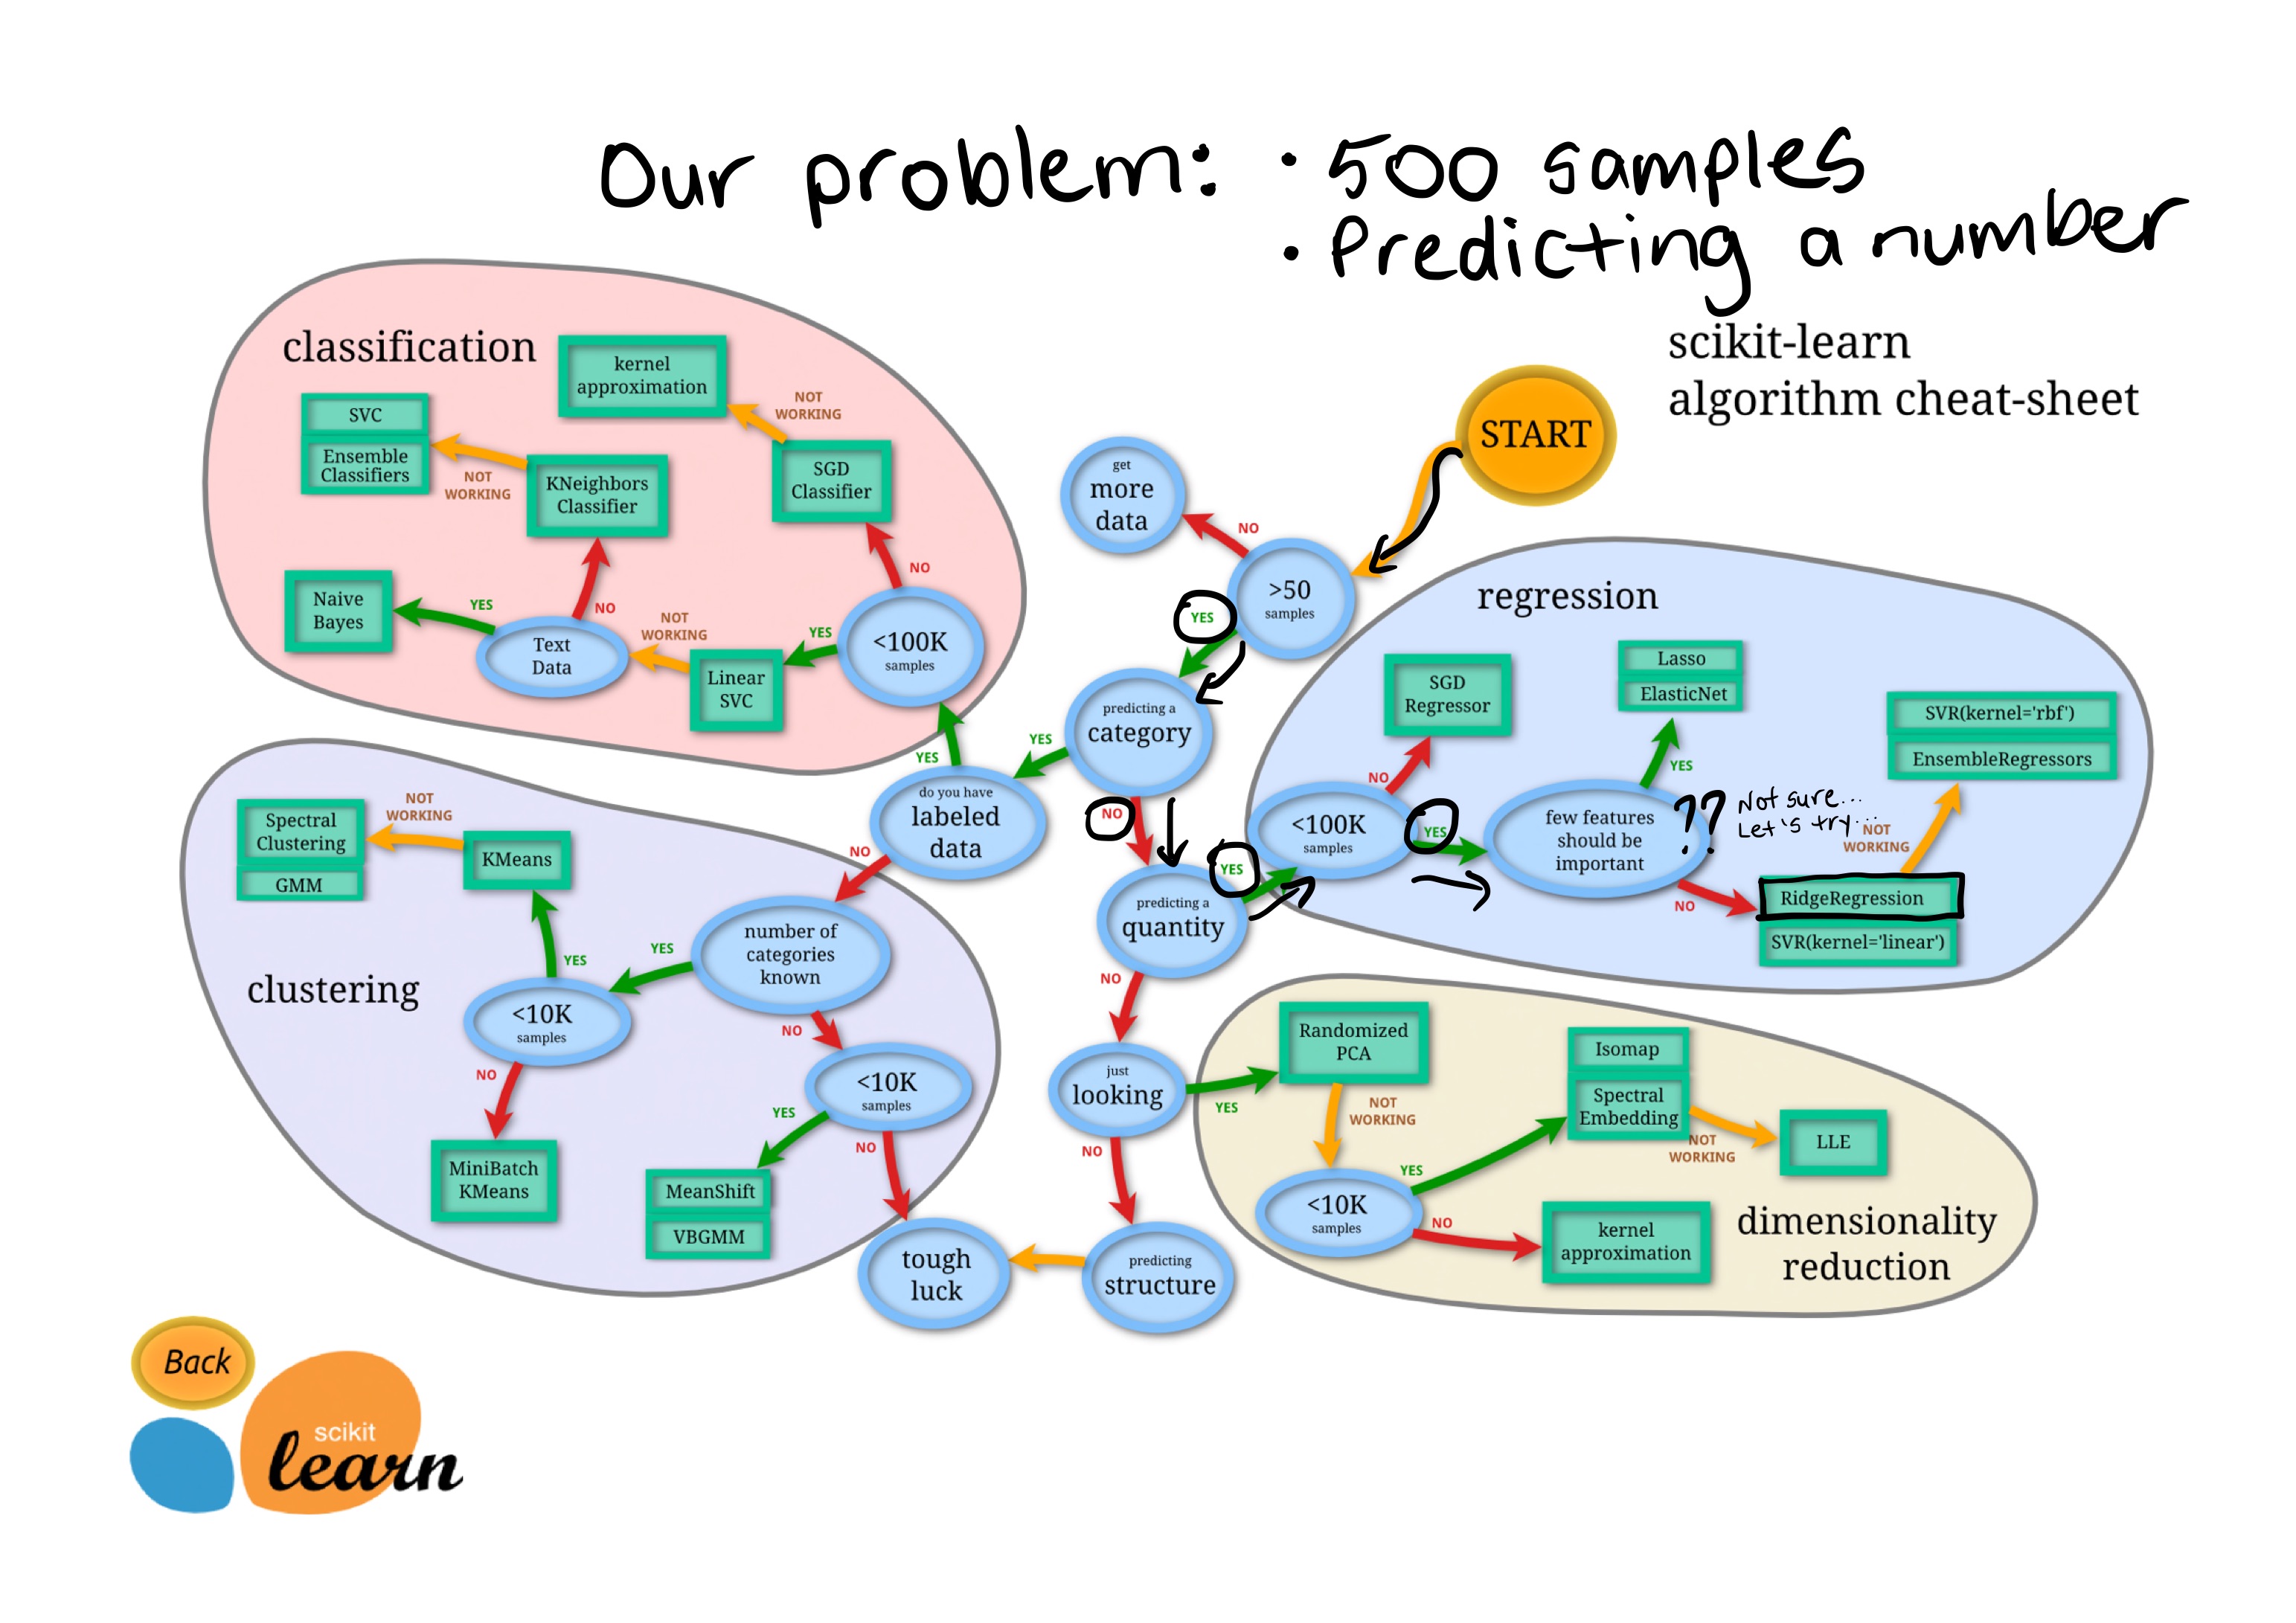 Our problem: • 500 samples
• Predicting a number
scikit-learn
algorithm cheat-sheet
START
get
more
data
NO
>50
samples
YES
predicting a
category
YES
NO
do you have
labeled
data
YES
NO
predicting a
quantity
YES
NO
just
looking
YES
NO
predicting
structure
tough
luck
classification
kernel
approximation
NOT
WORKING
SVC
Ensemble
Classifiers
NOT
WORKING
KNeighbors
Classifier
SGD
Classifier
NO
Naive
Bayes
YES
NO
Text
Data
NOT
WORKING
Linear
SVC
YES
<100K
samples
regression
SGD
Regressor
NO
<100K
samples
YES
Lasso
ElasticNet
YES
few features
should be
important
??
Not sure...
Let's try...
NOT
WORKING
SVR(kernel='rbf')
EnsembleRegressors
NO
RidgeRegression
SVR(kernel='linear')
clustering
Spectral
Clustering
GMM
NOT
WORKING
KMeans
YES
<10K
samples
YES
number of
categories
known
NO
NO
MiniBatch
KMeans
<10K
samples
YES
NO
MeanShift
VBGMM
Randomized
PCA
NOT
WORKING
<10K
samples
YES
NO
Isomap
Spectral
Embedding
NOT
WORKING
LLE
kernel
approximation
dimensionality
reduction
Back
scikit
learn